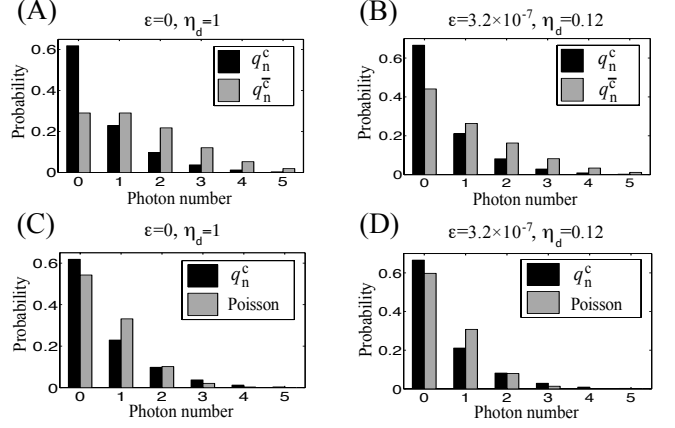 (A)
ε=0, η_d=1
Probability
0.6
0.4
0.2
0
q_n^c
q_n^c̄
0 1 2 3 4 5
Photon number
(B)
ε=3.2×10⁻⁷, η_d=0.12
Probability
0.6
0.4
0.2
0
q_n^c
q_n^c̄
0 1 2 3 4 5
Photon number
(C)
ε=0, η_d=1
Probability
0.6
0.4
0.2
0
q_n^c
Poisson
0 1 2 3 4 5
Photon number
(D)
ε=3.2×10⁻⁷, η_d=0.12
Probability
0.6
0.4
0.2
0
q_n^c
Poisson
0 1 2 3 4 5
Photon number